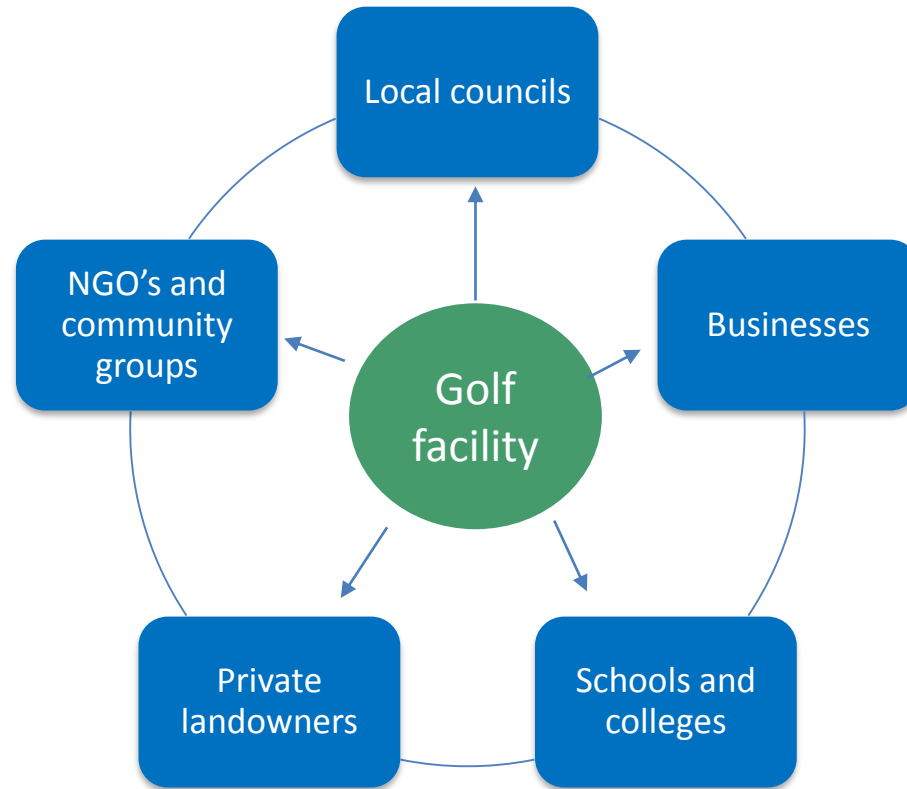 Local councils
NGO’s and
community
groups
Businesses
Golf
facility
Private
landowners
Schools and
colleges